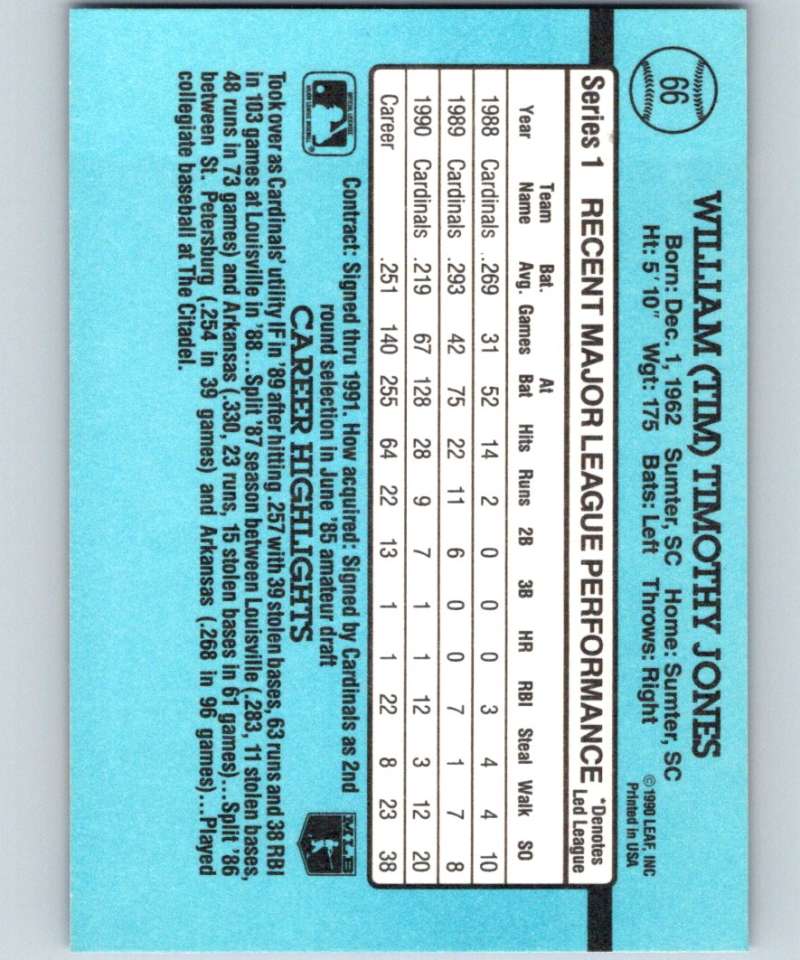 66
WILLIAM (TIM) TIMOTHY JONES
Born: Dec. 1, 1962 Sumter, SC Home: Sumter, SC
Ht: 5' 10" Wgt: 175 Bats: Left Throws: Right
©1990 LEAF, INC
Printed in USA
Series 1 RECENT MAJOR LEAGUE PERFORMANCE *Denotes
Led League
Team Bat. At
Year Name Avg. Games Bat Hits Runs 2B 3B HR RBI Steal Walk SO
1988 Cardinals .269 31 52 14 2 0 0 0 3 4 4 10
1989 Cardinals .293 42 75 22 11 6 0 0 7 1 7 8
1990 Cardinals .219 67 128 28 9 7 1 1 12 3 12 20
Career .251 140 255 64 22 13 1 1 22 8 23 38
Contract: Signed thru 1991. How acquired: Signed by Cardinals as 2nd
round selection in June '85 amateur draft
MLB
CAREER HIGHLIGHTS
Took over as Cardinals' utility IF in '89 after hitting .257 with 39 stolen bases, 63 runs and 38 RBI
in 103 games at Louisville in '88...Split '87 season between Louisville (.283, 11 stolen bases,
48 runs in 73 games) and Arkansas (.330, 23 runs, 15 stolen bases in 61 games)...Split '86
between St. Petersburg (.254 in 39 games) and Arkansas (.268 in 96 games)...Played
collegiate baseball at The Citadel.